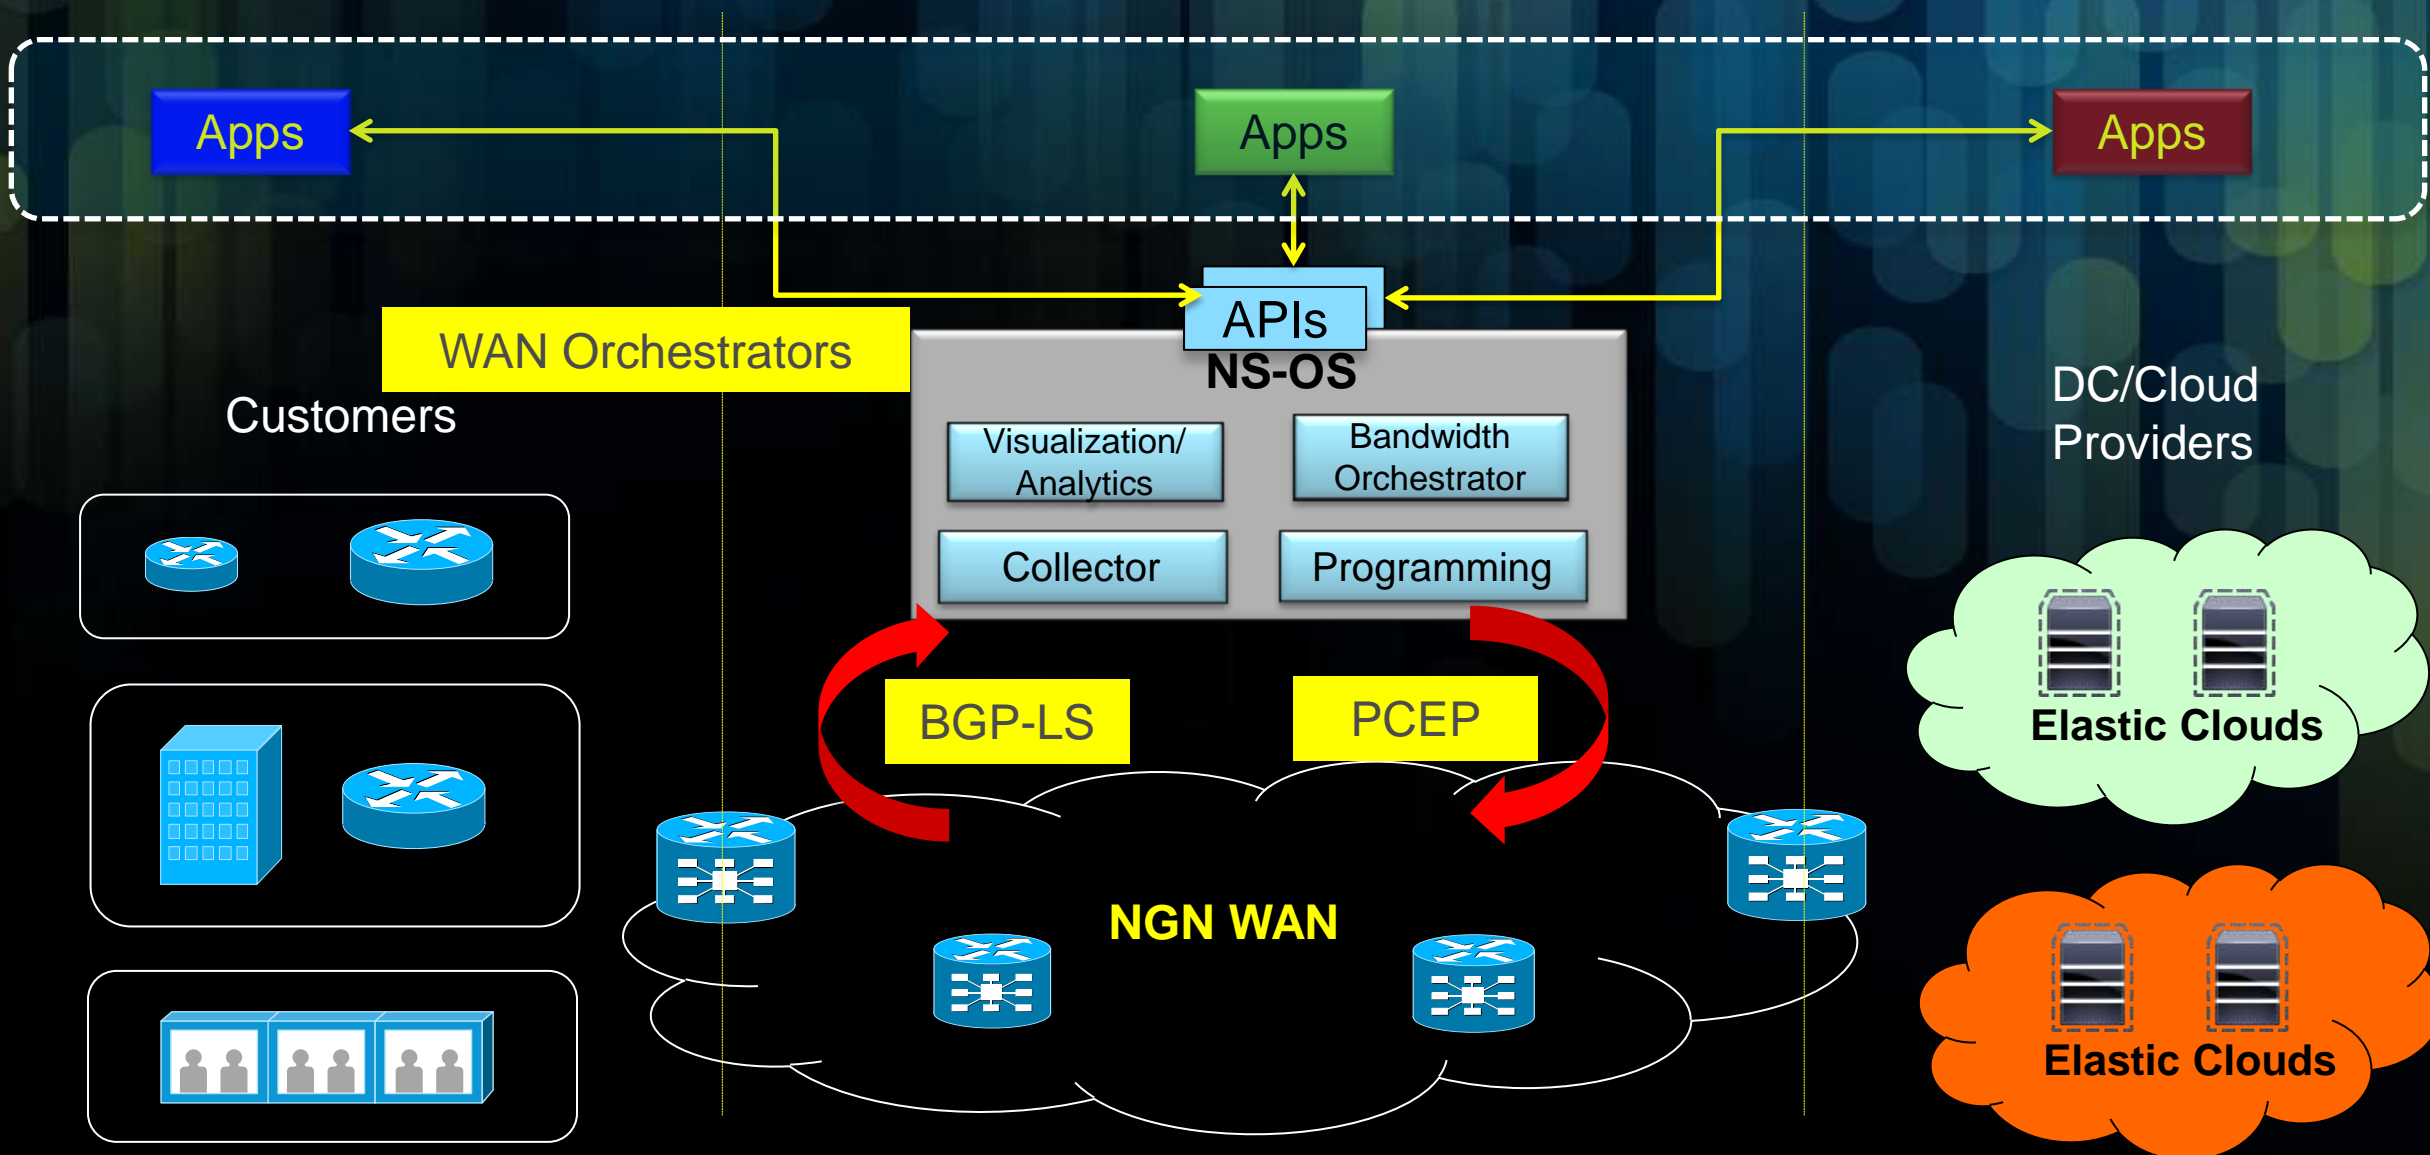 Apps
Apps
Apps
APIs
WAN Orchestrators
NS-OS
Customers
DC/Cloud
Providers
Visualization/
Analytics
Bandwidth
Orchestrator
Collector
Programming
BGP-LS
PCEP
Elastic Clouds
NGN WAN
Elastic Clouds